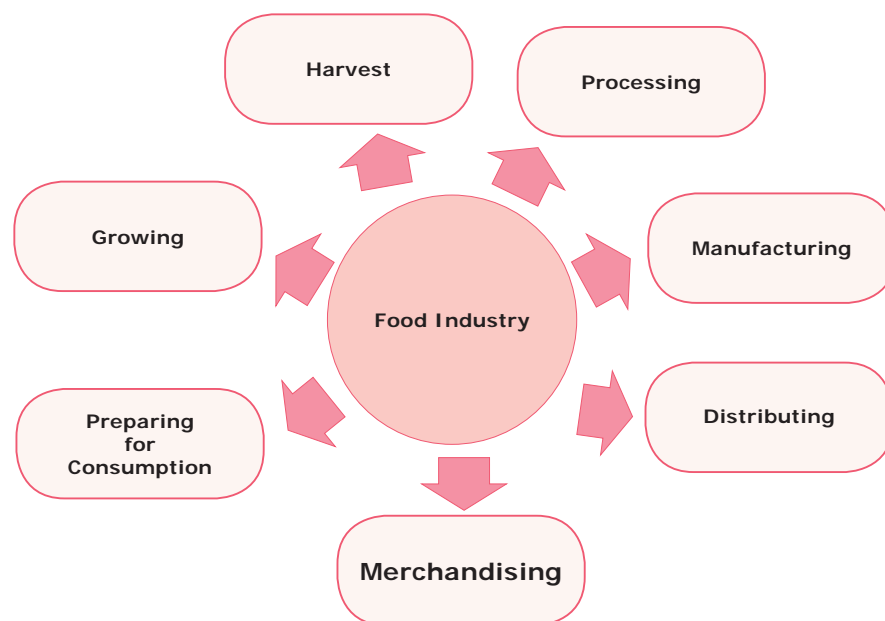 Harvest
Processing
Growing
Manufacturing
Food Industry
Preparing
for
Consumption
Distributing
Merchandising